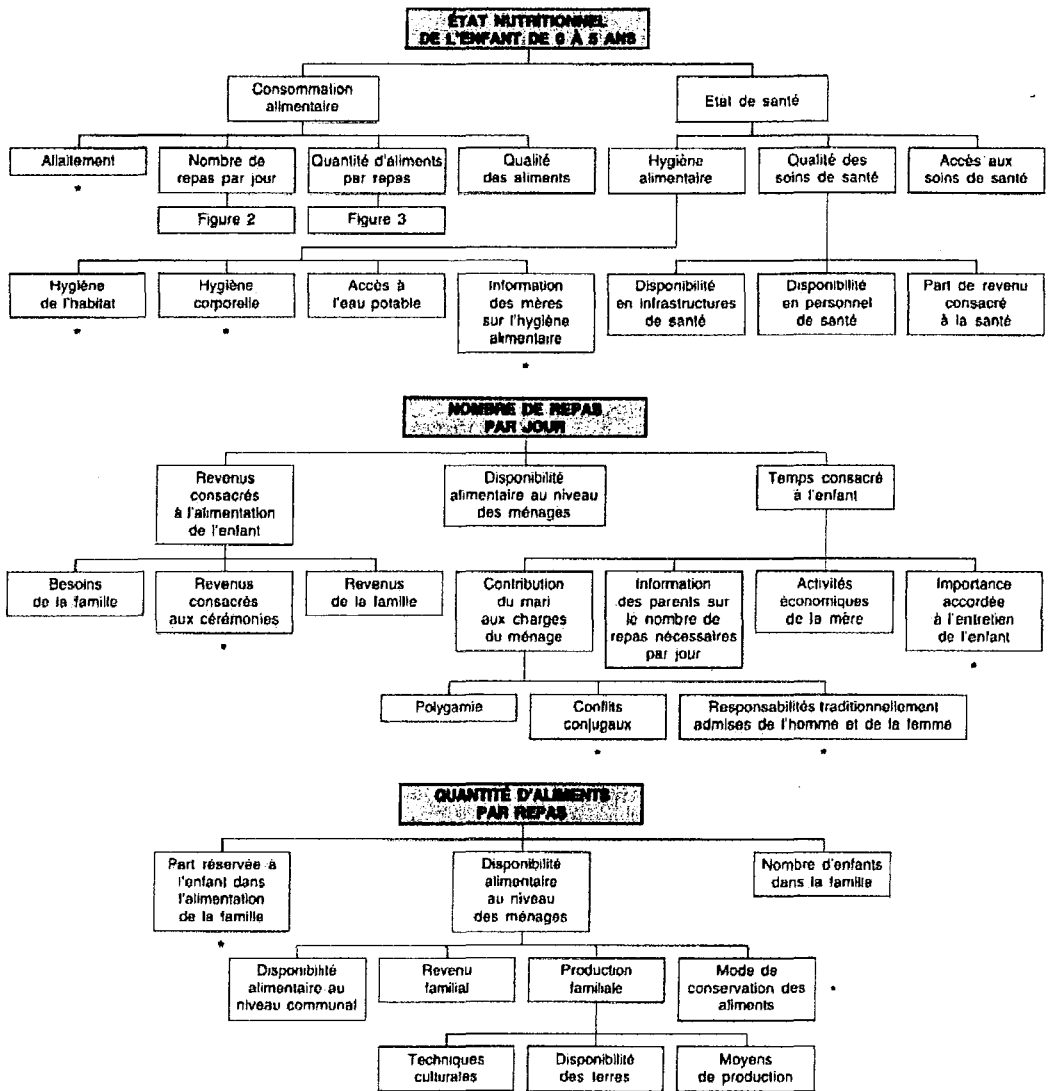 ÉTAT NUTRITIONNEL
DE L'ENFANT DE 0 À 5 ANS
Consommation
alimentaire
Etat de santé
Allaitement
*
Nombre de
repas par jour
Quantité d'aliments
par repas
Qualité
des aliments
Hygiène
alimentaire
Qualité des
soins de santé
Accès aux
soins de santé
Figure 2
Figure 3
Hygiène
de l'habitat
*
Hygiène
corporelle
*
Accès à
l'eau potable
Information
des mères
sur l'hygiène
alimentaire
*
Disponibilité
en infrastructures
de santé
Disponibilité
en personnel
de santé
Part de revenu
consacré
à la santé
NOMBRE DE REPAS
PAR JOUR
Revenus
consacrés
à l'alimentation
de l'enfant
Disponibilité
alimentaire au niveau
des ménages
Temps consacré
à l'enfant
Besoins
de la famille
Revenus
consacrés
aux cérémonies
*
Revenus
de la famille
Contribution
du mari
aux charges
du ménage
Information
des parents sur
le nombre de
repas nécessaires
par jour
Activités
économiques
de la mère
Importance
accordée
à l'entretien
de l'enfant
*
Polygamie
Conflits
conjugaux
*
Responsabilités traditionnellement
admises de l'homme et de la femme
*
QUANTITÉ D'ALIMENTS
PAR REPAS
Part réservée à
l'enfant dans
l'alimentation
de la famille
*
Disponibilité
alimentaire
au niveau
des ménages
Nombre d'enfants
dans la famille
Disponibilité
alimentaire au
niveau communal
Revenu
familial
Production
familiale
Mode de
conservation des
aliments
*
Techniques
culturales
Disponibilité
des terres
Moyens
de production